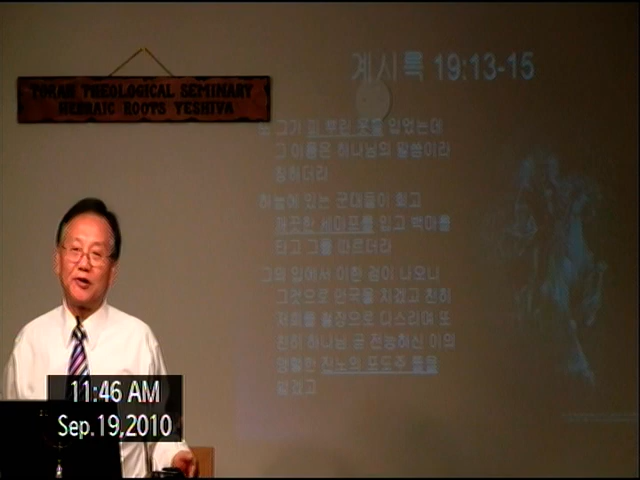 TORAH THEOLOGICAL SEMINARY
HEBRAIC ROOTS YESHIVA
계시록 19:13-15
또 그가 피 뿌린 옷을 입었는데
그 이름은 하나님의 말씀이라
칭하더라
하늘에 있는 군대들이 희고
깨끗한 세마포를 입고 백마를
타고 그를 따르더라
그의 입에서 이한 검이 나오니
그것으로 만국을 치겠고 친히
저희를 철장으로 다스리며 또
친히 하나님 곧 전능하신 이의
맹렬한 진노의 포도주 틀을
밟겠고
11:46 AM
Sep.19,2010